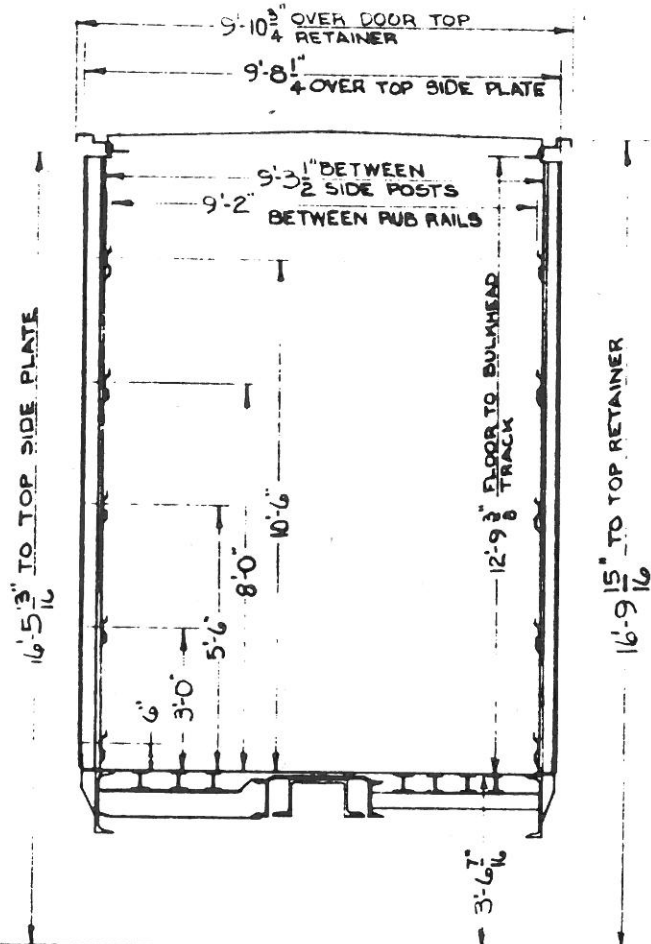 9'-10 3/4" OVER DOOR TOP
RETAINER
9'-8 1/4" OVER TOP SIDE PLATE
9'-3 1/2" BETWEEN
SIDE POSTS
9'-2"
BETWEEN RUB RAILS
16'-5 13/16" TO TOP SIDE PLATE
6"
3'-0"
5'-6"
8'-0"
10'-6"
12'-9 3/8" FLOOR TO BULKHEAD
TRACK
16'-9 15/16" TO TOP RETAINER
3'-6 7/16"